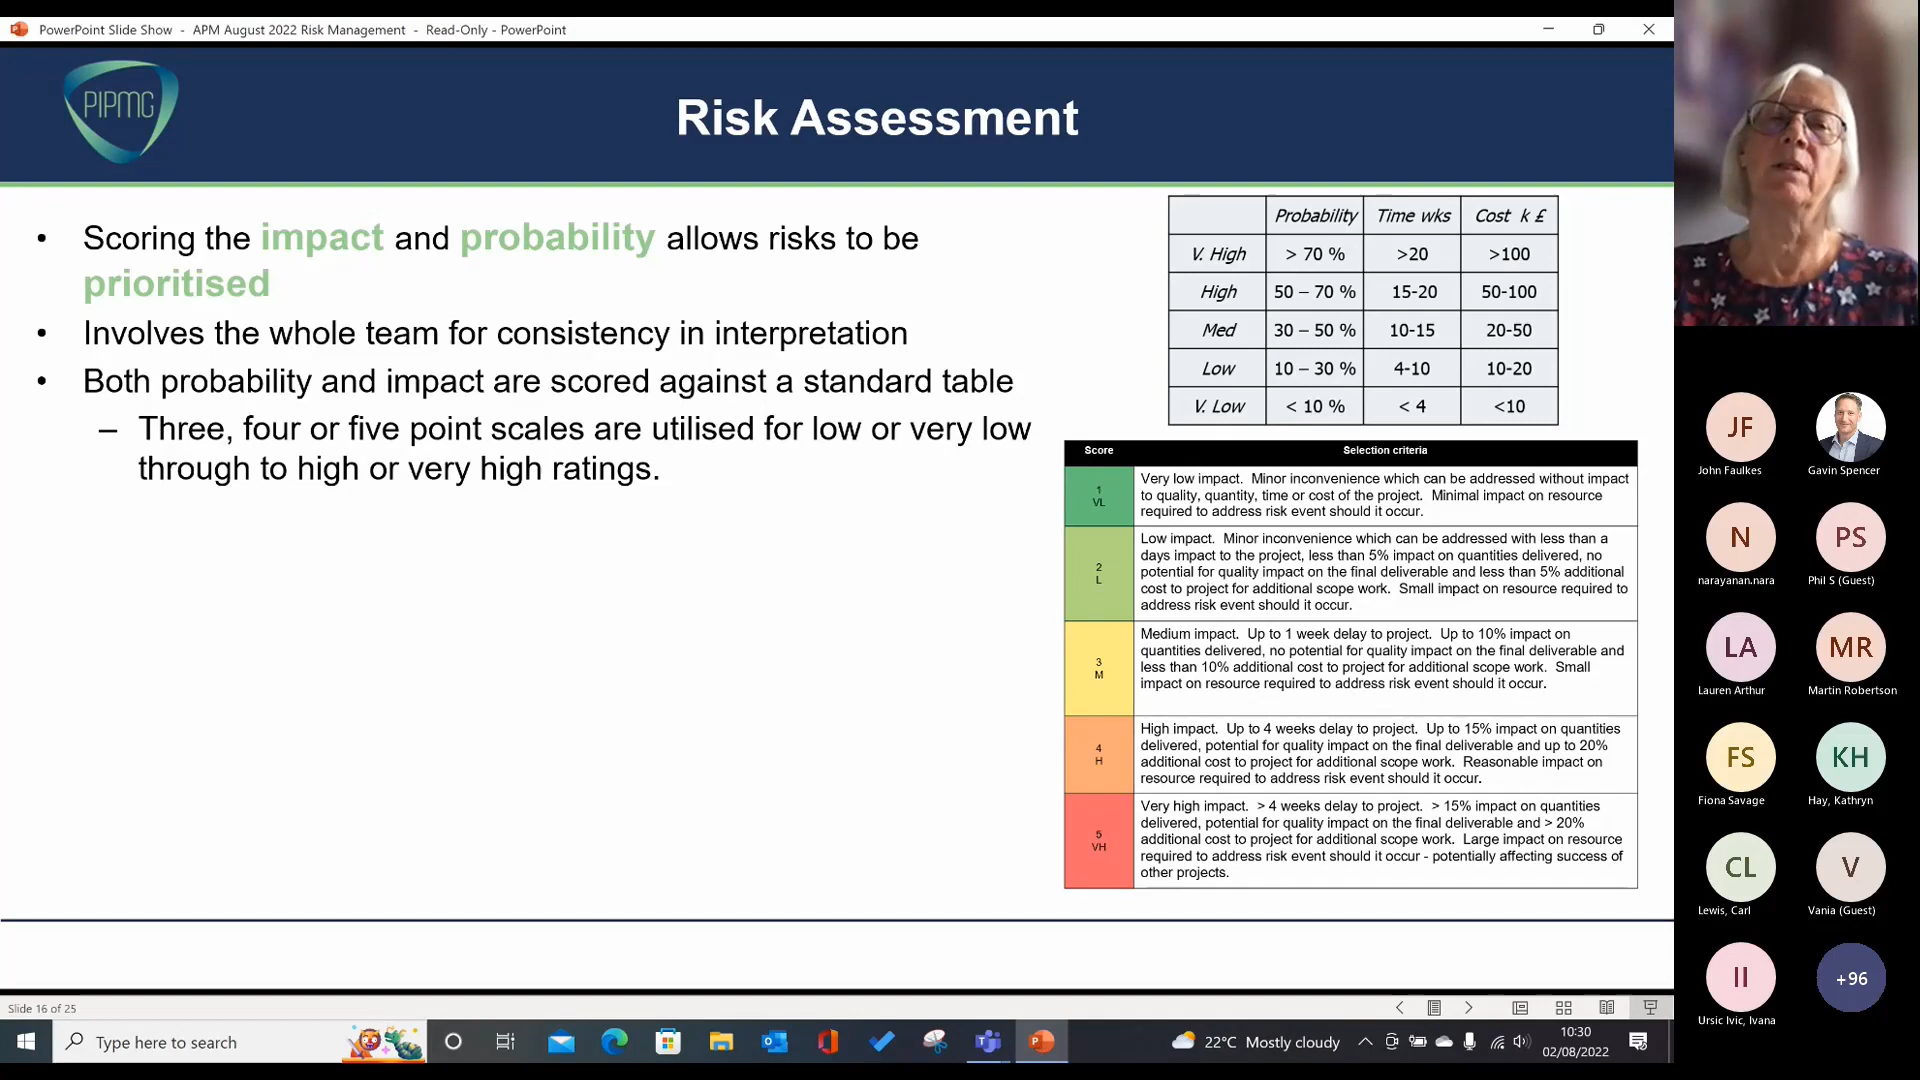 PowerPoint Slide Show - APM August 2022 Risk Management - Read-Only - PowerPoint
PIPMG
Risk Assessment
• Scoring the impact and probability allows risks to be
prioritised
• Involves the whole team for consistency in interpretation
• Both probability and impact are scored against a standard table
– Three, four or five point scales are utilised for low or very low
through to high or very high ratings.
Probability Time wks Cost k £
V. High > 70 % >20 >100
High 50 – 70 % 15-20 50-100
Med 30 – 50 % 10-15 20-50
Low 10 – 30 % 4-10 10-20
V. Low < 10 % < 4 <10
Score Selection criteria
1
VL
Very low impact. Minor inconvenience which can be addressed without impact
to quality, quantity, time or cost of the project. Minimal impact on resource
required to address risk event should it occur.
2
L
Low impact. Minor inconvenience which can be addressed with less than a
days impact to the project, less than 5% impact on quantities delivered, no
potential for quality impact on the final deliverable and less than 5% additional
cost to project for additional scope work. Small impact on resource required to
address risk event should it occur.
3
M
Medium impact. Up to 1 week delay to project. Up to 10% impact on
quantities delivered, no potential for quality impact on the final deliverable and
less than 10% additional cost to project for additional scope work. Small
impact on resource required to address risk event should it occur.
4
H
High impact. Up to 4 weeks delay to project. Up to 15% impact on quantities
delivered, potential for quality impact on the final deliverable and up to 20%
additional cost to project for additional scope work. Reasonable impact on
resource required to address risk event should it occur.
5
VH
Very high impact. > 4 weeks delay to project. > 15% impact on quantities
delivered, potential for quality impact on the final deliverable and > 20%
additional cost to project for additional scope work. Large impact on resource
required to address risk event should it occur - potentially affecting success of
other projects.
JF
John Faulkes
Gavin Spencer
N
narayanan.nara
PS
Phil S (Guest)
LA
Lauren Arthur
MR
Martin Robertson
FS
Fiona Savage
KH
Hay, Kathryn
CL
Lewis, Carl
V
Vania (Guest)
II
Ursic Ivic, Ivana
+96
Slide 16 of 25
Type here to search
22°C Mostly cloudy
10:30
02/08/2022